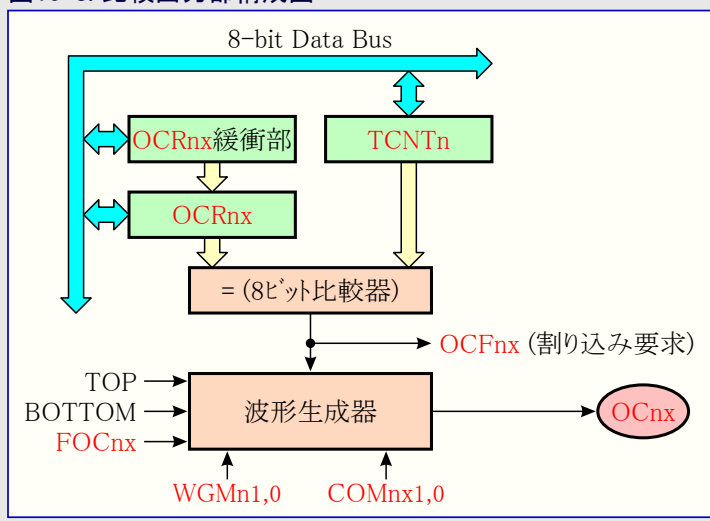 8-bit Data Bus
OCRnx緩衝部
TCNTn
OCRnx
= (8ビット比較器)
OCFnx (割り込み要求)
TOP
BOTTOM
FOCnx
波形生成器
OCnx
WGMn1,0
COMnx1,0